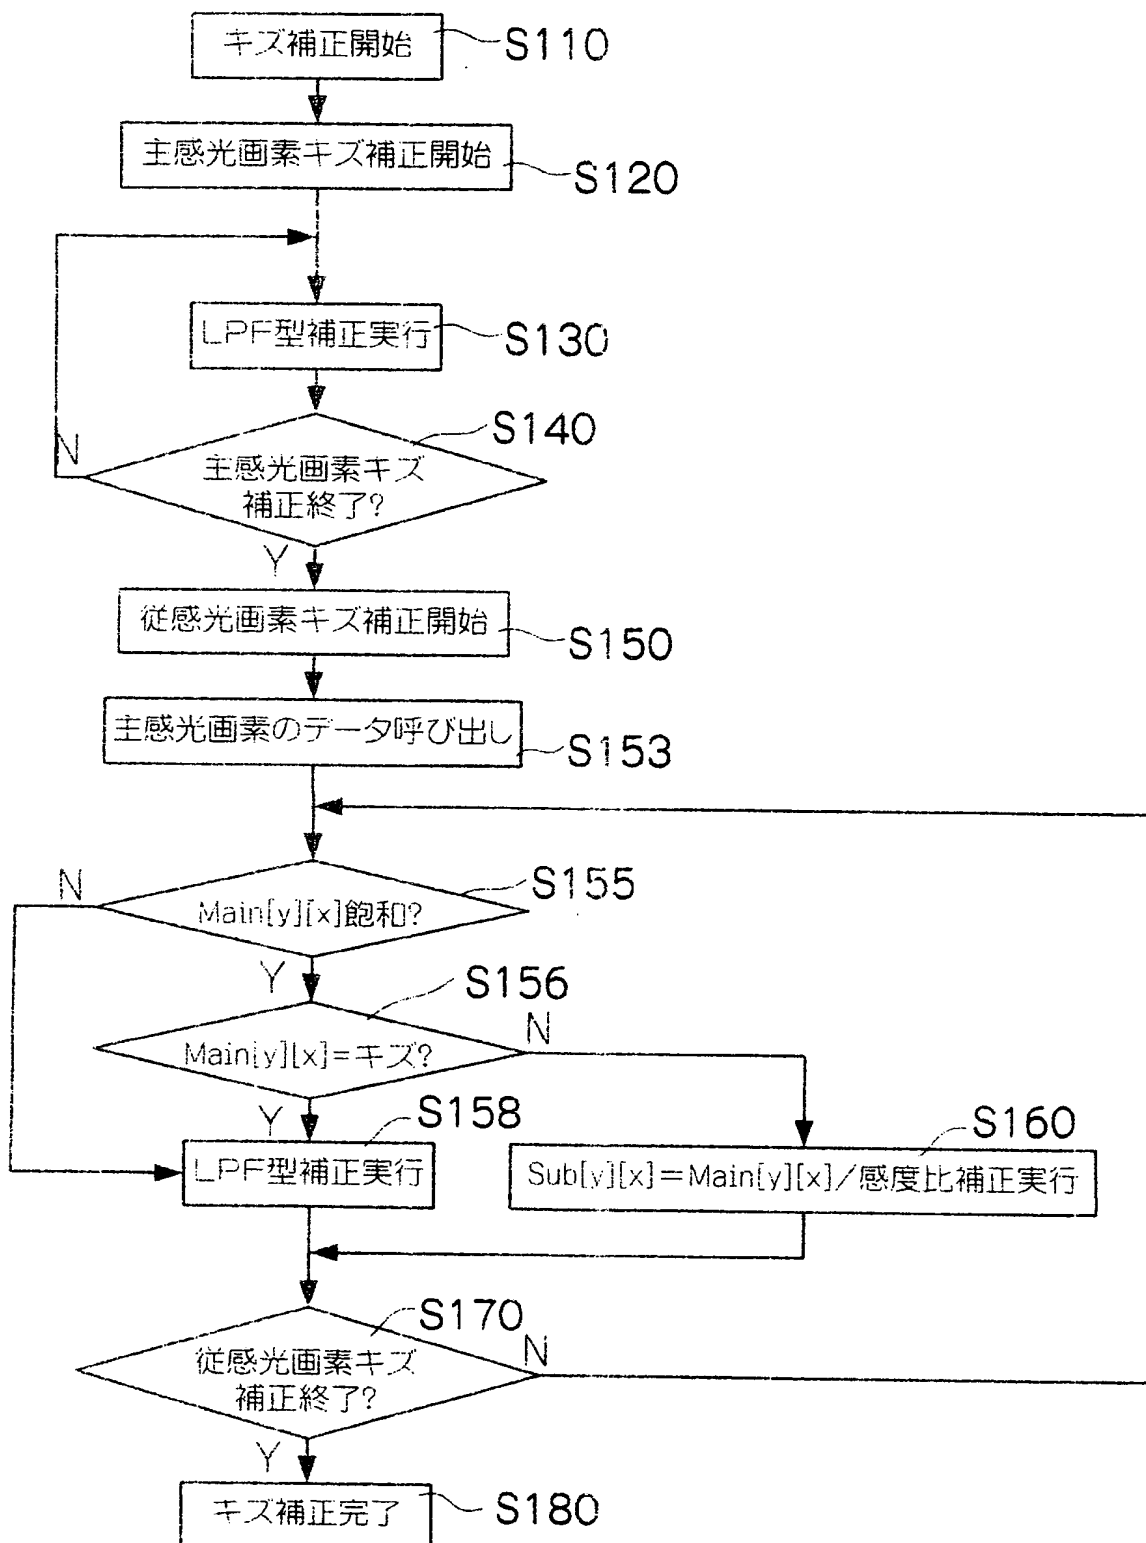 キズ補正開始
S110
主感光画素キズ補正開始
S120
LPF型補正実行
S130
S140
N
主感光画素キズ
補正終了?
Y
従感光画素キズ補正開始
S150
主感光画素のデータ呼び出し
S153
N
S155
Main[y][x]飽和?
Y
S156
N
Main[y][x]=キズ?
Y
S158
S160
LPF型補正実行
Sub[y][x]=Main[y][x]/感度比補正実行
S170
N
従感光画素キズ
補正終了?
Y
キズ補正完了
S180